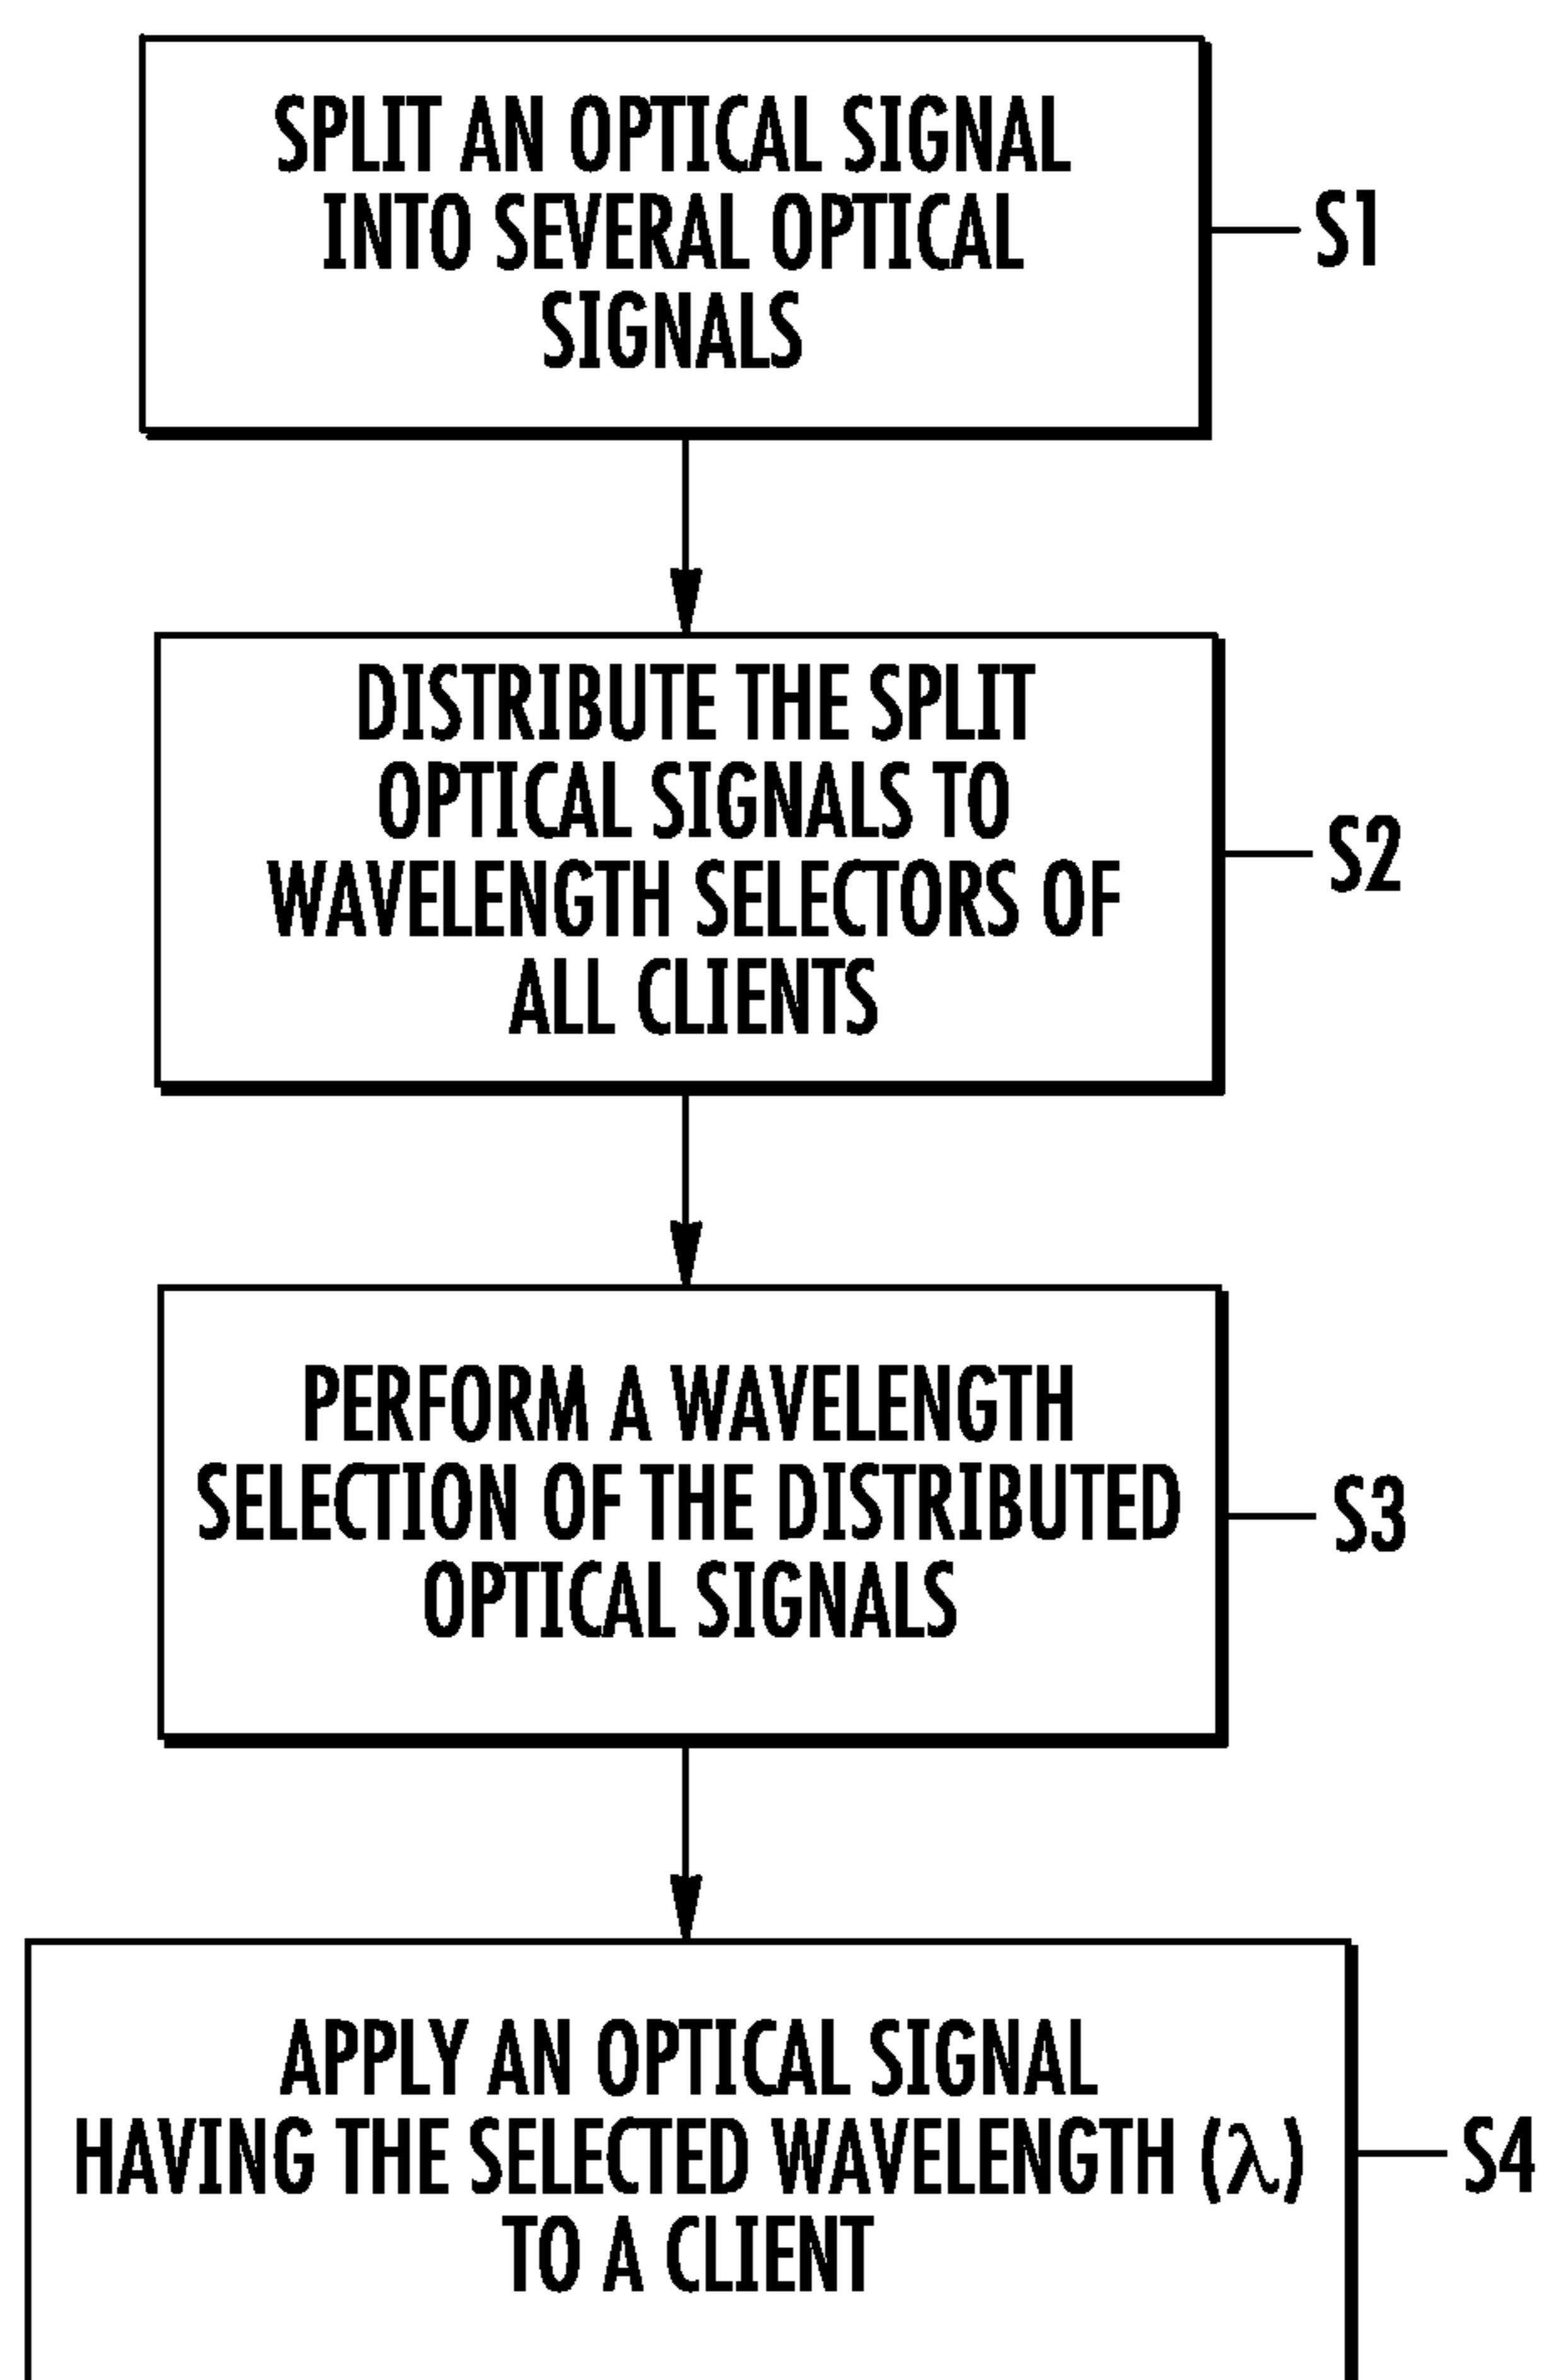 SPLIT AN OPTICAL SIGNAL
INTO SEVERAL OPTICAL
SIGNALS
S1
DISTRIBUTE THE SPLIT
OPTICAL SIGNALS TO
WAVELENGTH SELECTORS OF
ALL CLIENTS
S2
PERFORM A WAVELENGTH
SELECTION OF THE DISTRIBUTED
OPTICAL SIGNALS
S3
APPLY AN OPTICAL SIGNAL
HAVING THE SELECTED WAVELENGTH (λ)
TO A CLIENT
S4